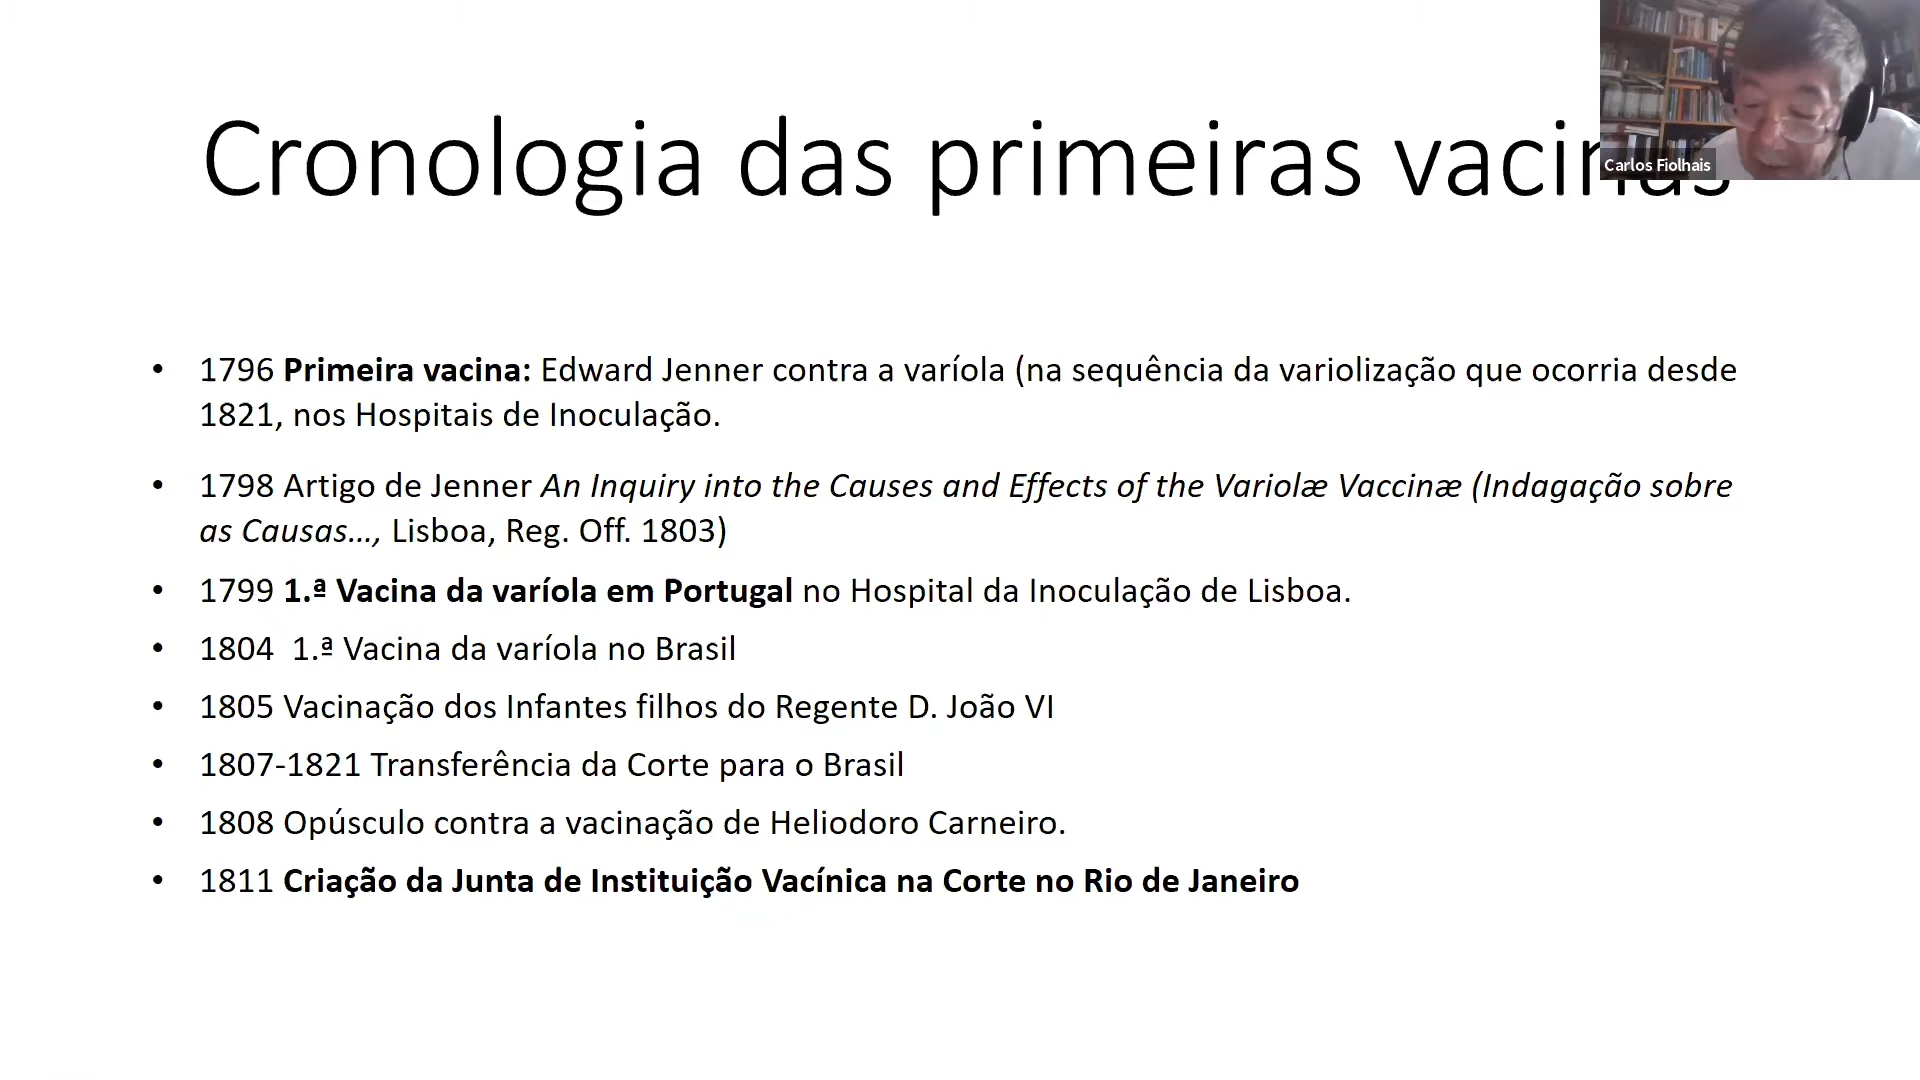 Cronologia das primeiras vacinas
Carlos Fiolhais
• 1796 Primeira vacina: Edward Jenner contra a varíola (na sequência da variolização que ocorria desde
1821, nos Hospitais de Inoculação.
• 1798 Artigo de Jenner An Inquiry into the Causes and Effects of the Variolæ Vaccinæ (Indagação sobre
as Causas..., Lisboa, Reg. Off. 1803)
• 1799 1.ª Vacina da varíola em Portugal no Hospital da Inoculação de Lisboa.
• 1804  1.ª Vacina da varíola no Brasil
• 1805 Vacinação dos Infantes filhos do Regente D. João VI
• 1807-1821 Transferência da Corte para o Brasil
• 1808 Opúsculo contra a vacinação de Heliodoro Carneiro.
• 1811 Criação da Junta de Instituição Vacínica na Corte no Rio de Janeiro